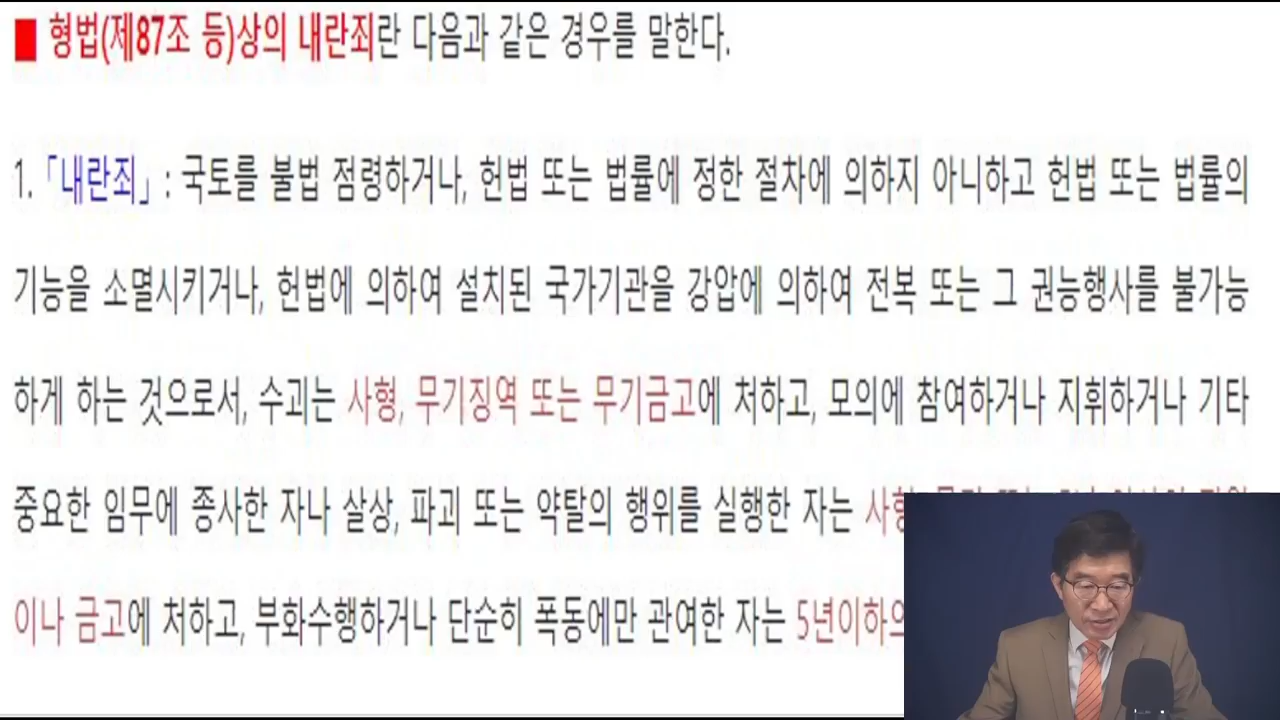 ■ 형법(제87조 등)상의 내란죄란 다음과 같은 경우를 말한다.
1. 「내란죄」 : 국토를 불법 점령하거나, 헌법 또는 법률에 정한 절차에 의하지 아니하고 헌법 또는 법률의
기능을 소멸시키거나, 헌법에 의하여 설치된 국가기관을 강압에 의하여 전복 또는 그 권능행사를 불가능
하게 하는 것으로서, 수괴는 사형, 무기징역 또는 무기금고에 처하고, 모의에 참여하거나 지휘하거나 기타
중요한 임무에 종사한 자나 살상, 파괴 또는 약탈의 행위를 실행한 자는
이나 금고에 처하고, 부화수행하거나 단순히 폭동에만 관여한 자는